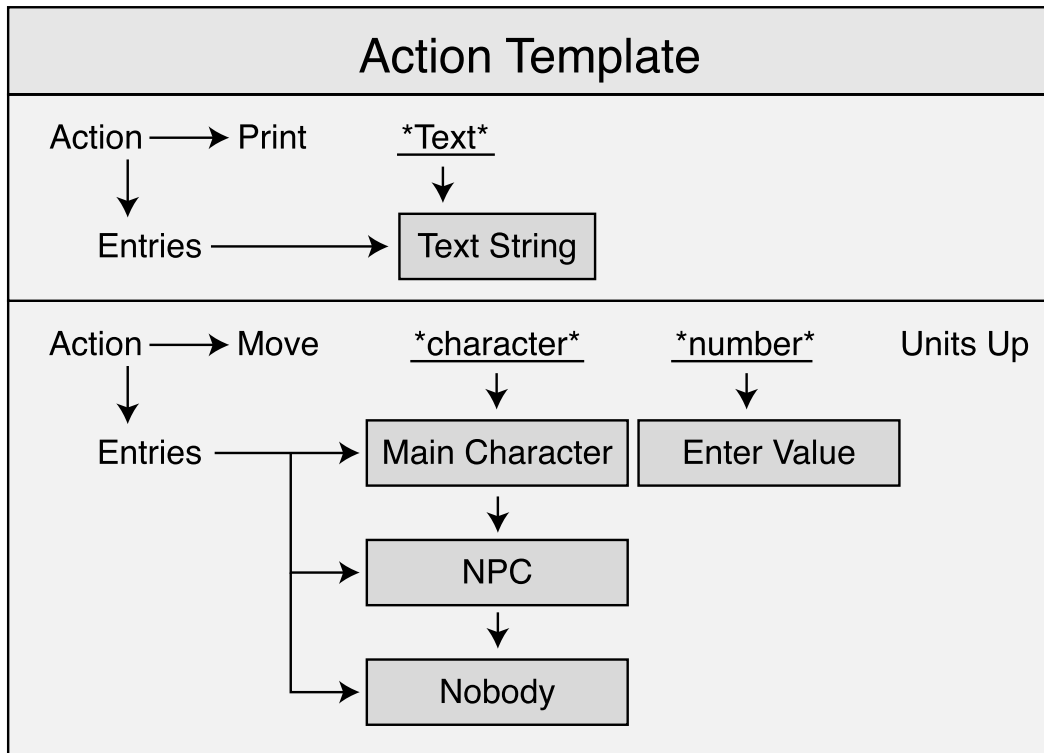 Action Template
Action Print *Text*
Entries Text String
Action Move *character* *number* Units Up
Entries Main Character Enter Value
NPC
Nobody